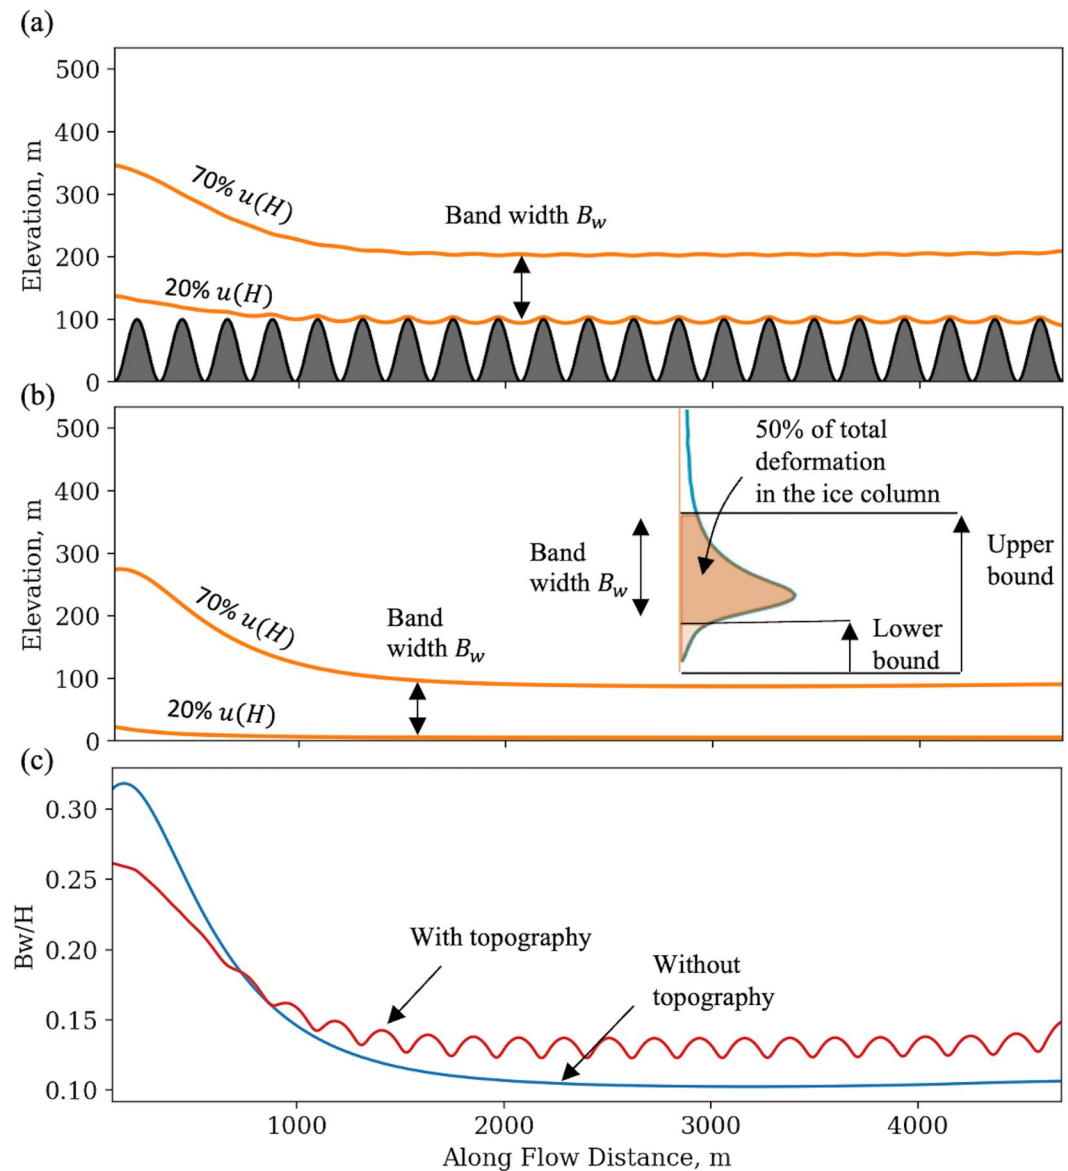 (a)
500
400
300
200
100
0
Elevation, m
70% u(H)
20% u(H)
Band width B_w
(b)
500
400
300
200
100
0
Elevation, m
70% u(H)
20% u(H)
Band
width B_w
50% of total
deformation
in the ice column
Band
width B_w
Upper
bound
Lower
bound
(c)
0.30
0.25
0.20
0.15
0.10
Bw/H
With topography
Without
topography
1000
2000
3000
4000
Along Flow Distance, m